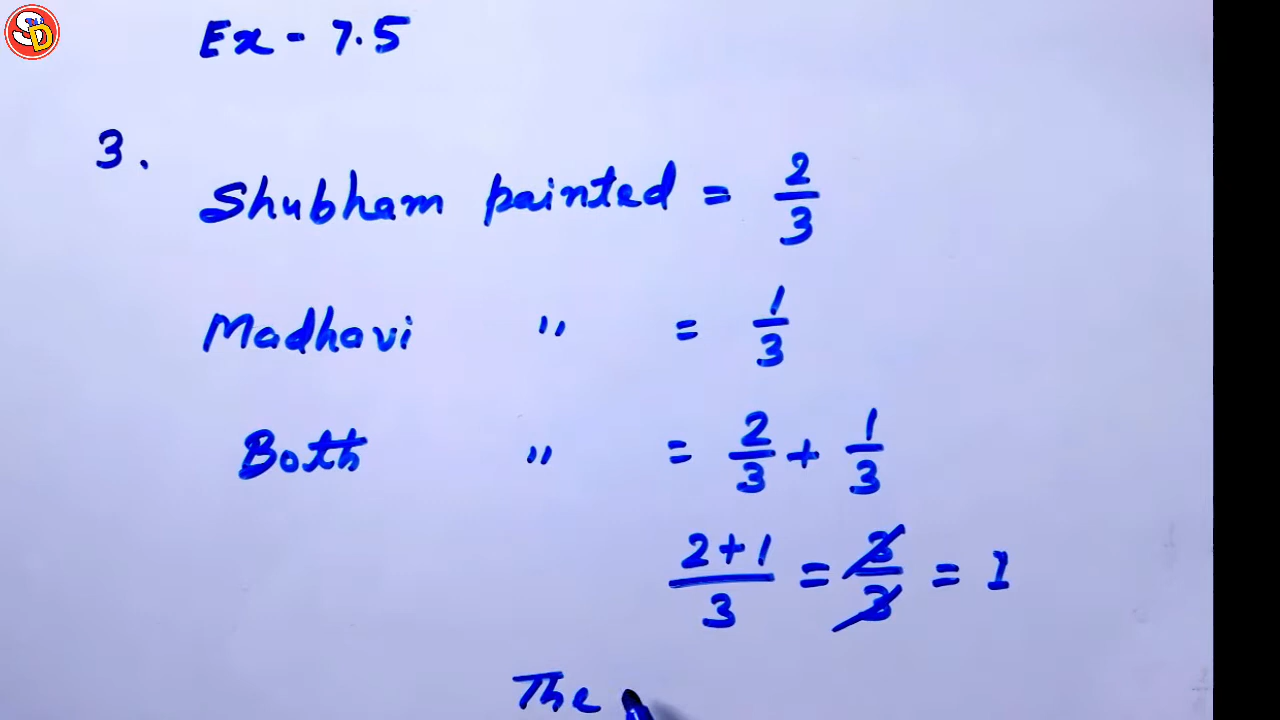 SD
Ex - 7.5
3.
Shubham painted = 2/3
Madhavi " = 1/3
Both " = 2/3 + 1/3
2+1/3 = 3/3 = 1
The